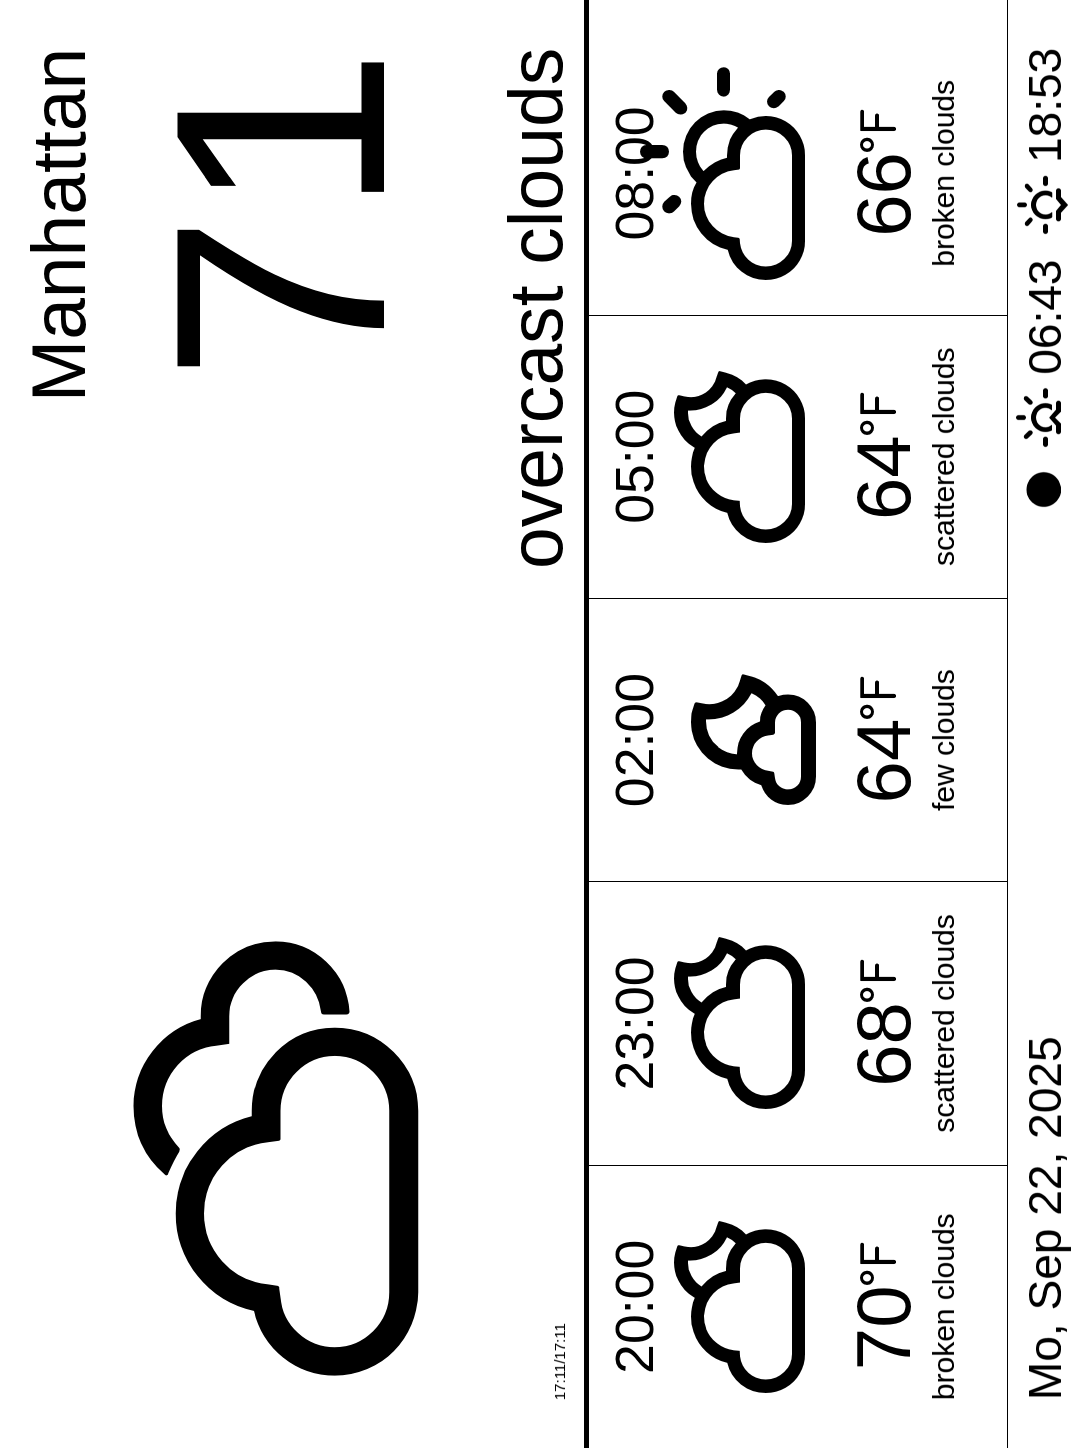 Manhattan
71
overcast clouds
17:11/17:11
20:00 23:00 02:00 05:00 08:00
70°F 68°F 64°F 64°F 66°F
broken clouds scattered clouds few clouds scattered clouds broken clouds
Mo, Sep 22, 2025 06:43 18:53